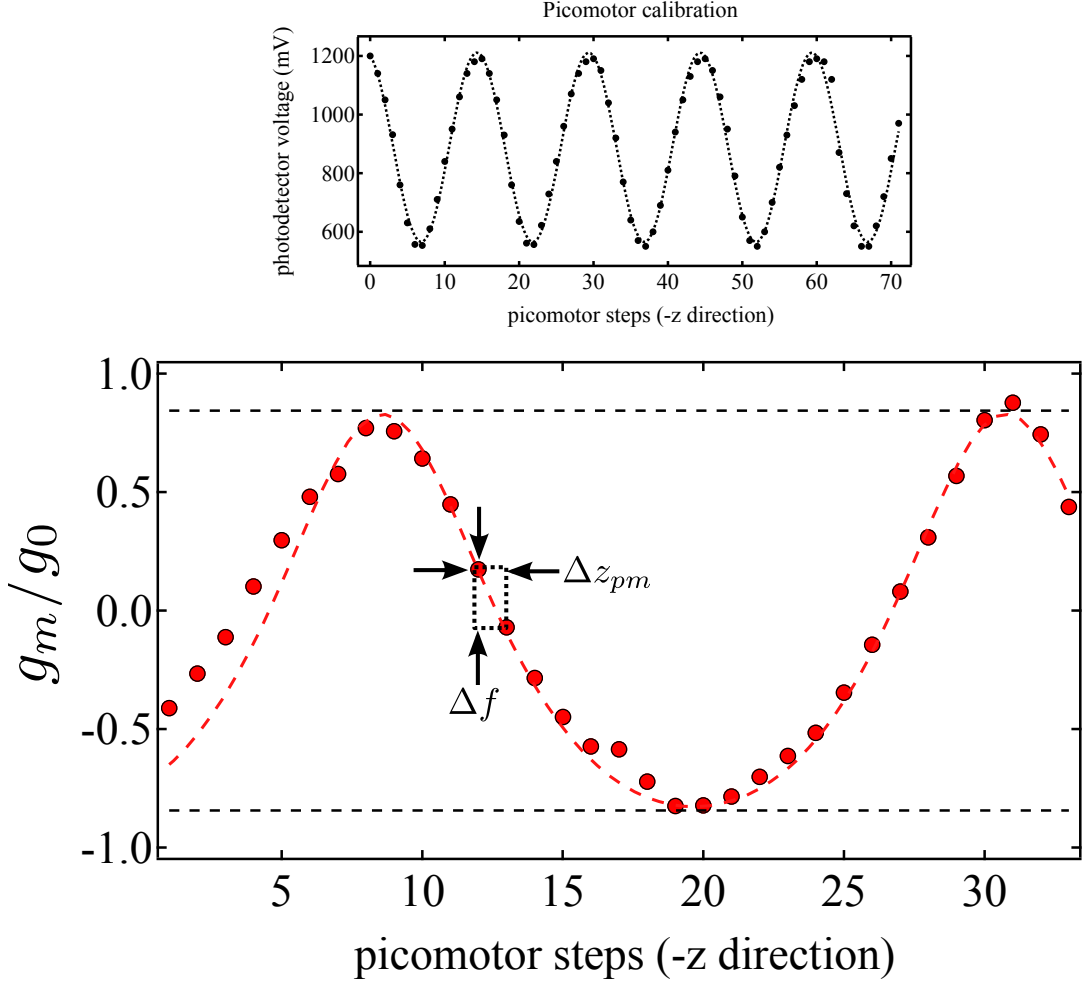 Picomotor calibration
photodetector voltage (mV)
1200
1000
800
600
0 10 20 30 40 50 60 70
picomotor steps (-z direction)
g_m / g_0
1.0
0.5
0.0
-0.5
-1.0
Δz_pm
Δf
5 10 15 20 25 30
picomotor steps (-z direction)